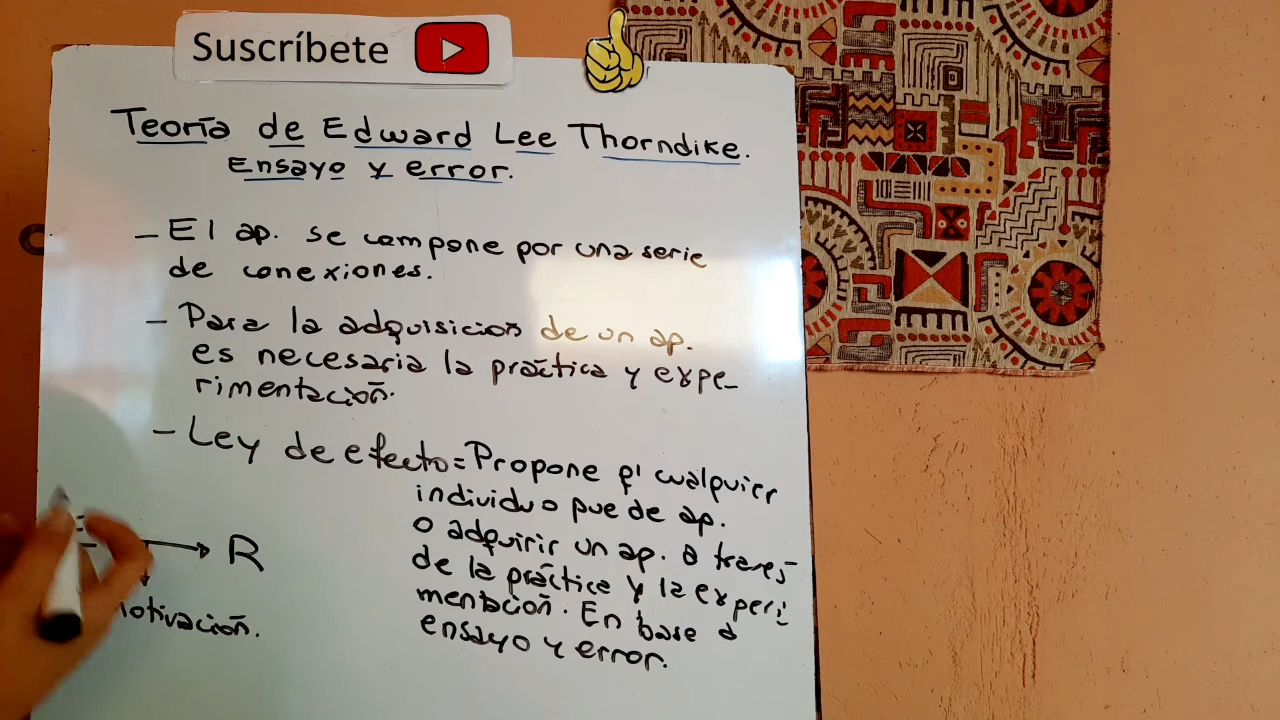 Suscríbete
Teoría de Edward Lee Thorndike.
Ensayo y error.
- El ap. se compone por una serie
de conexiones.
- Para la adquisición de un ap.
es necesaria la práctica y expe-
rimentación.
- Ley de efecto = Propone q' cualquier
individuo puede ap.
o adquirir un ap. a través
de la práctica y la experi-
mentación. En base a
ensayo y error.
R